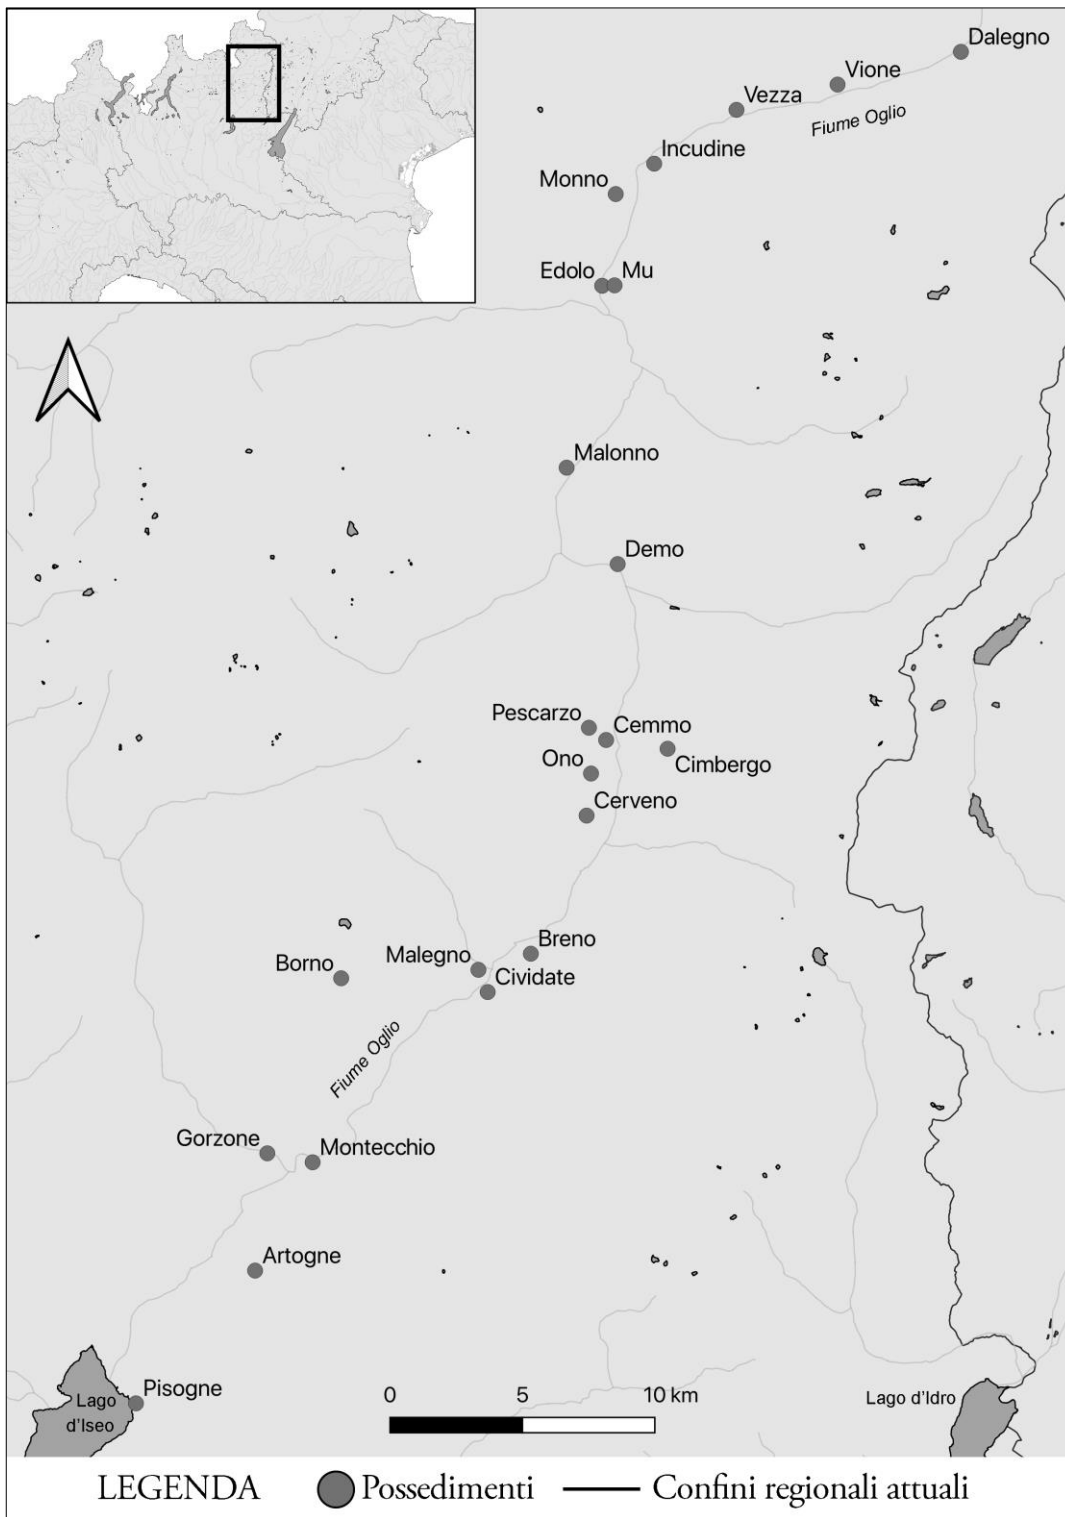 Dalegno
Vione
Vezza
Fiume Oglio
Incudine
Monno
Edolo
Mu
Malonno
Demo
Pescarzo
Cemmo
Ono
Cimbergo
Cerveno
Breno
Malegno
Borno
Cividate
Fiume Oglio
Gorzone
Montecchio
Artogne
Pisogne
Lago
d'Iseo
0 5 10 km
Lago d'Idro
LEGENDA Possedimenti Confini regionali attuali